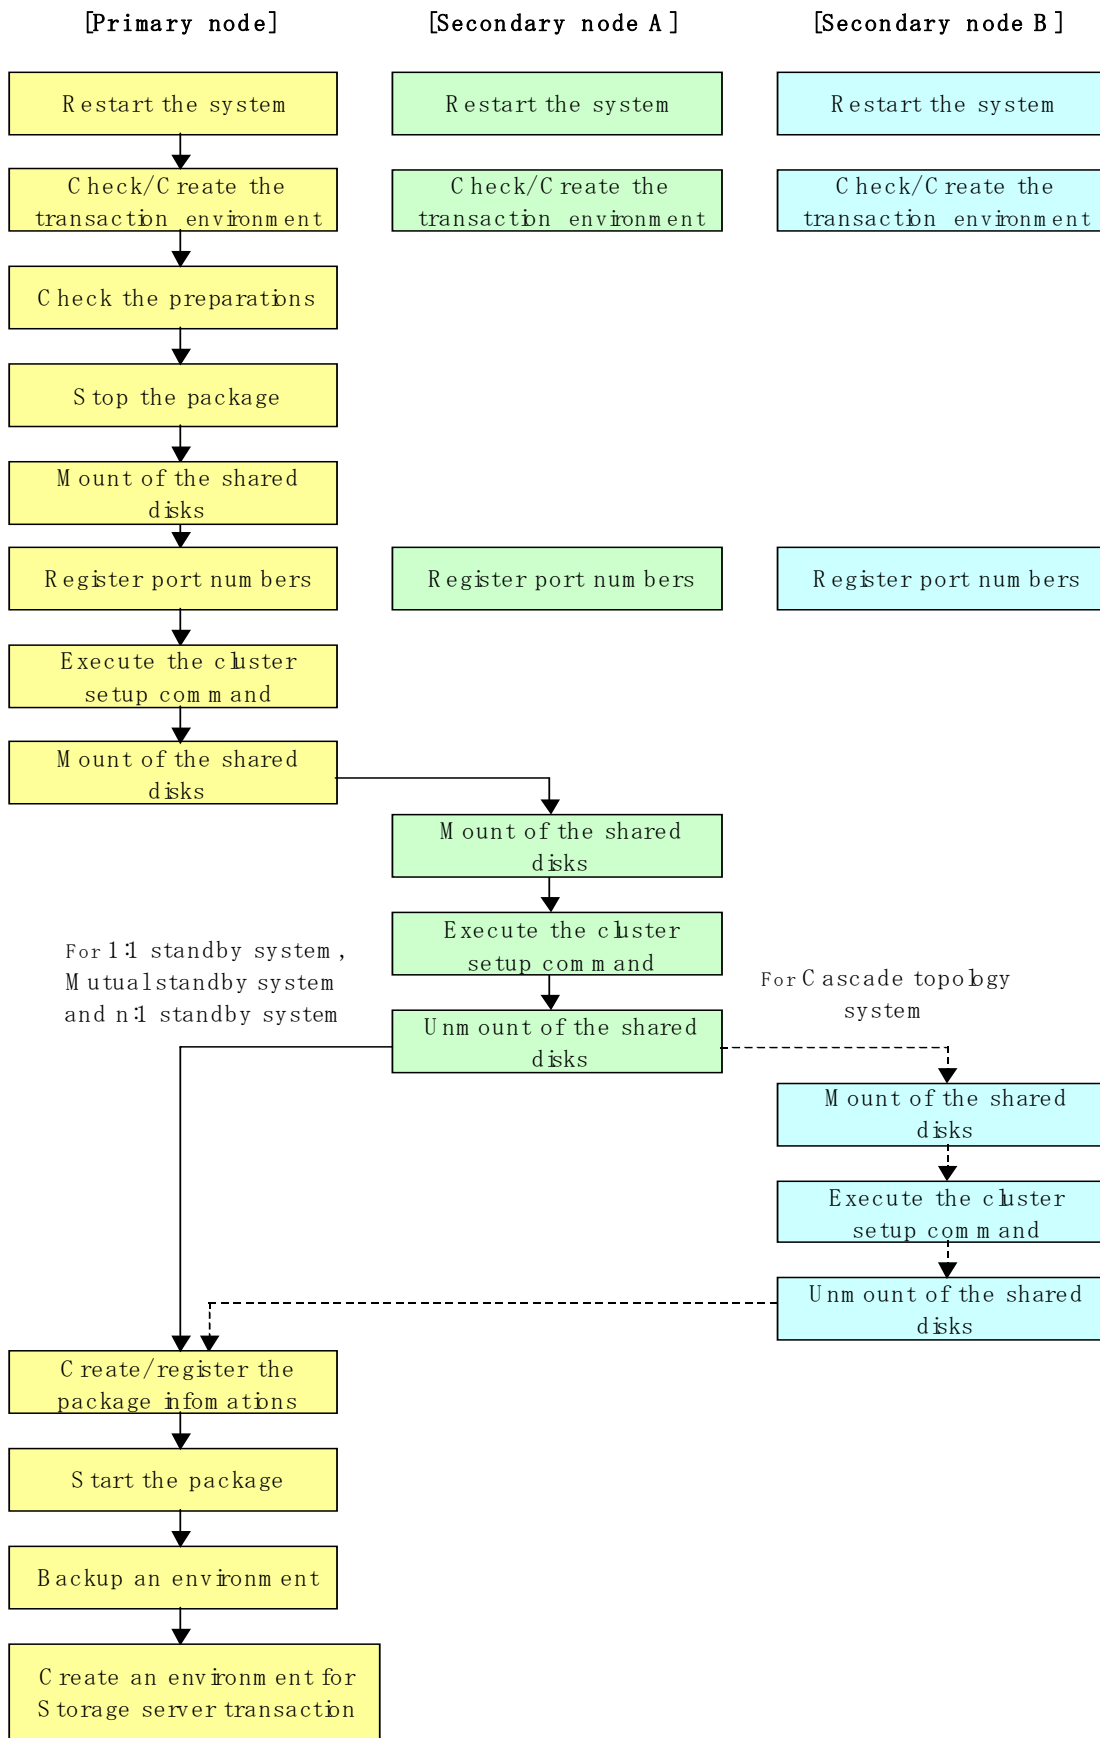 [Primary node]
[Secondary node A]
[Secondary node B]
Restart the system
Restart the system
Restart the system
Check/Create the
transaction environment
Check/Create the
transaction environment
Check/Create the
transaction environment
Check the preparations
Stop the package
Mount of the shared
disks
Register port numbers
Register port numbers
Register port numbers
Execute the cluster
setup command
Mount of the shared
disks
Mount of the shared
disks
Execute the cluster
setup command
For 1:1 standby system,
Mutual standby system
and n:1 standby system
For Cascade topology
system
Unmount of the shared
disks
Mount of the shared
disks
Execute the cluster
setup command
Unmount of the shared
disks
Create/register the
package infomations
Start the package
Backup an environment
Create an environment for
Storage server transaction